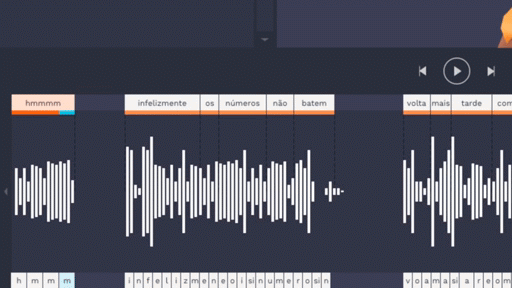 hmmmm infelizmente os números não batem volta mais tarde com
h m m m i n f e l i z m e n e o i s i n u m e r o s i n v o a m a s i a r e o m